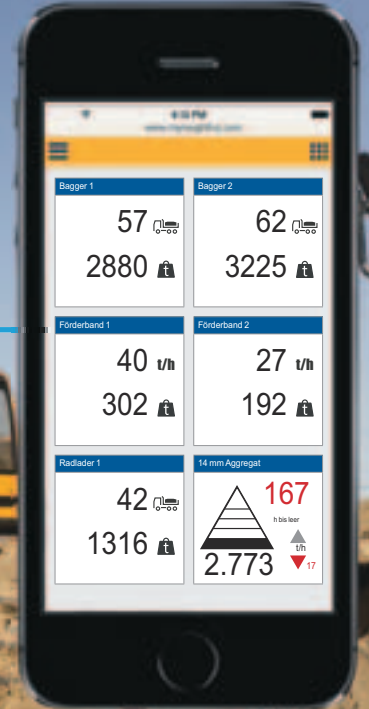 Bagger 1
57
2880 t
Bagger 2
62
3225 t
Förderband 1
40 t/h
302 t
Förderband 2
27 t/h
192 t
Radlader 1
42
1316 t
14 mm Aggregat
167
h bis leer
t/h
17
2.773